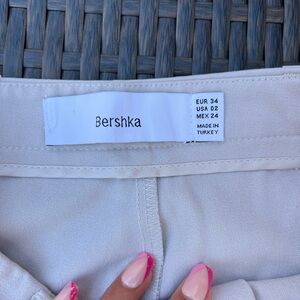 Bershka
EUR 34
USA 02
MEX 24
MADE IN
TURKEY